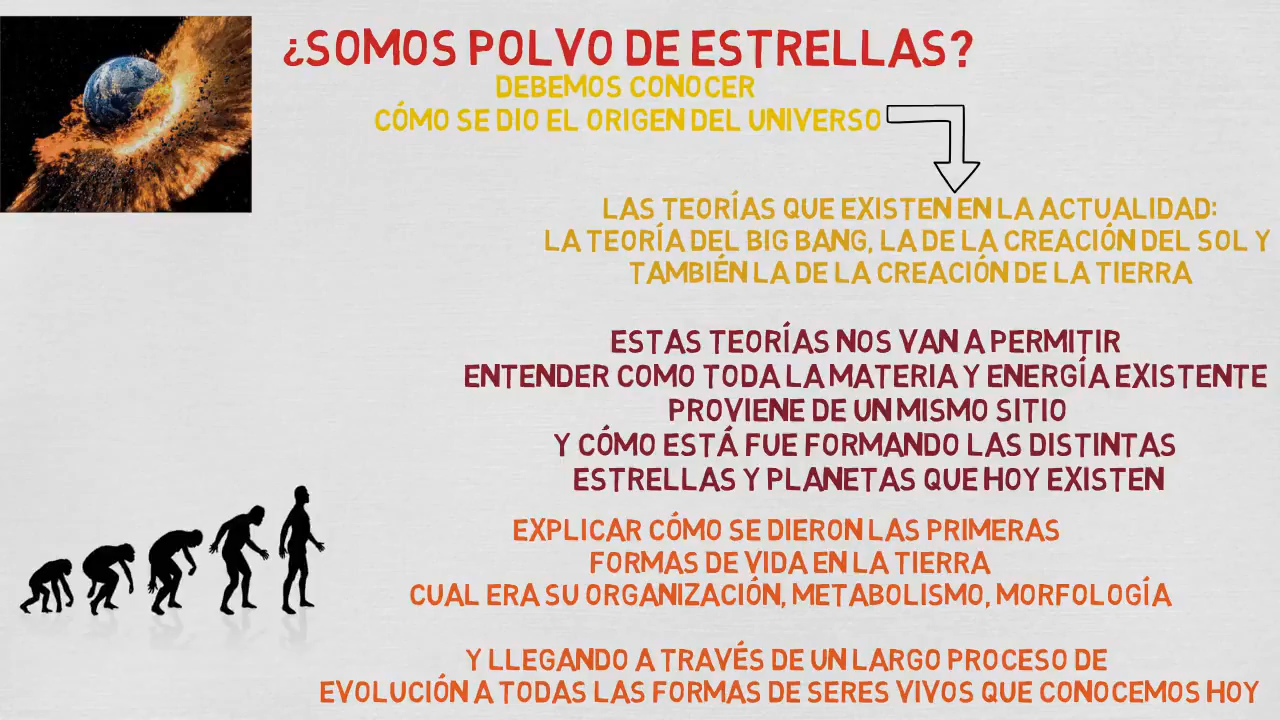 ¿SOMOS POLVO DE ESTRELLAS?
DEBEMOS CONOCER
CÓMO SE DIO EL ORIGEN DEL UNIVERSO
LAS TEORÍAS QUE EXISTEN EN LA ACTUALIDAD:
LA TEORÍA DEL BIG BANG, LA DE LA CREACIÓN DEL SOL Y
TAMBIÉN LA DE LA CREACIÓN DE LA TIERRA
ESTAS TEORÍAS NOS VAN A PERMITIR
ENTENDER COMO TODA LA MATERIA Y ENERGÍA EXISTENTE
PROVIENE DE UN MISMO SITIO
Y CÓMO ESTÁ FUE FORMANDO LAS DISTINTAS
ESTRELLAS Y PLANETAS QUE HOY EXISTEN
EXPLICAR CÓMO SE DIERON LAS PRIMERAS
FORMAS DE VIDA EN LA TIERRA
CUAL ERA SU ORGANIZACIÓN, METABOLISMO, MORFOLOGÍA
Y LLEGANDO A TRAVÉS DE UN LARGO PROCESO DE
EVOLUCIÓN A TODAS LAS FORMAS DE SERES VIVOS QUE CONOCEMOS HOY